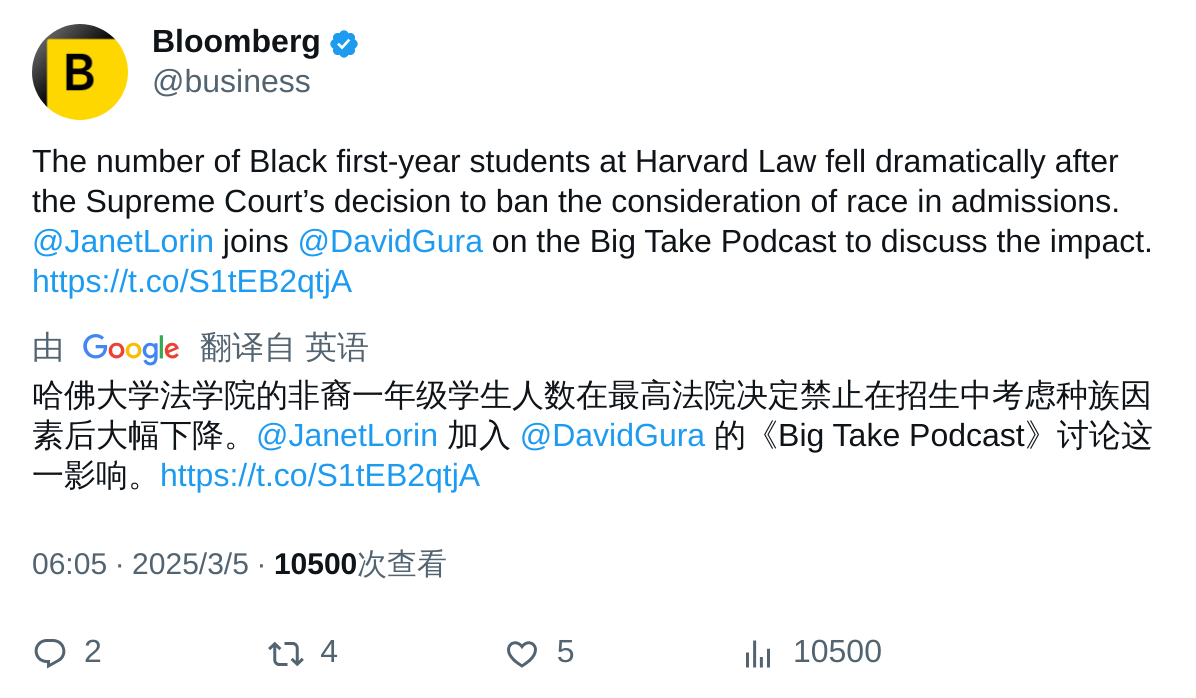 Bloomberg
@business
B
The number of Black first-year students at Harvard Law fell dramatically after
the Supreme Court’s decision to ban the consideration of race in admissions.
@JanetLorin joins @DavidGura on the Big Take Podcast to discuss the impact.
https://t.co/S1tEB2qtjA
由 Google 翻译自 英语
哈佛大学法学院的非裔一年级学生人数在最高法院决定禁止在招生中考虑种族因
素后大幅下降。@JanetLorin 加入 @DavidGura 的《Big Take Podcast》讨论这
一影响。https://t.co/S1tEB2qtjA
06:05 · 2025/3/5 · 10500次查看
2 4 5 10500